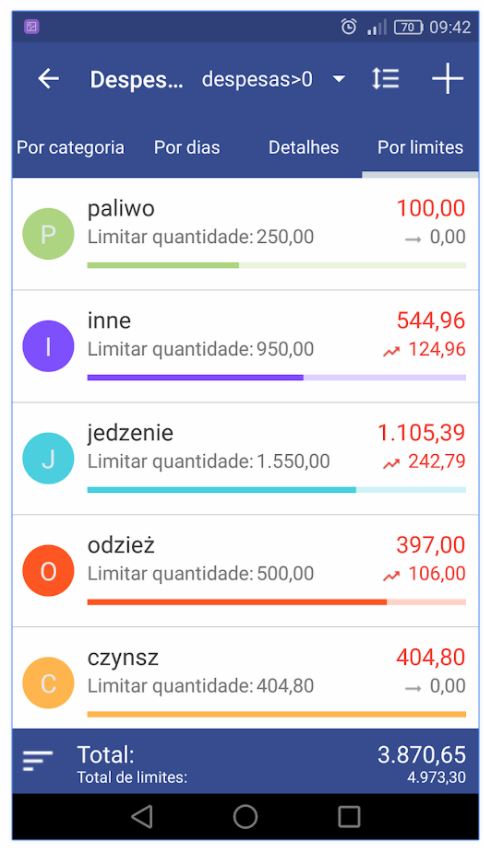 70 09:42
Despes... despesas>0
Por categoria Por dias Detalhes Por limites
P paliwo 100,00
Limitar quantidade: 250,00 0,00
I inne 544,96
Limitar quantidade: 950,00 124,96
J jedzenie 1.105,39
Limitar quantidade: 1.550,00 242,79
O odzież 397,00
Limitar quantidade: 500,00 106,00
C czynsz 404,80
Limitar quantidade: 404,80 0,00
Total: 3.870,65
Total de limites: 4.973,30